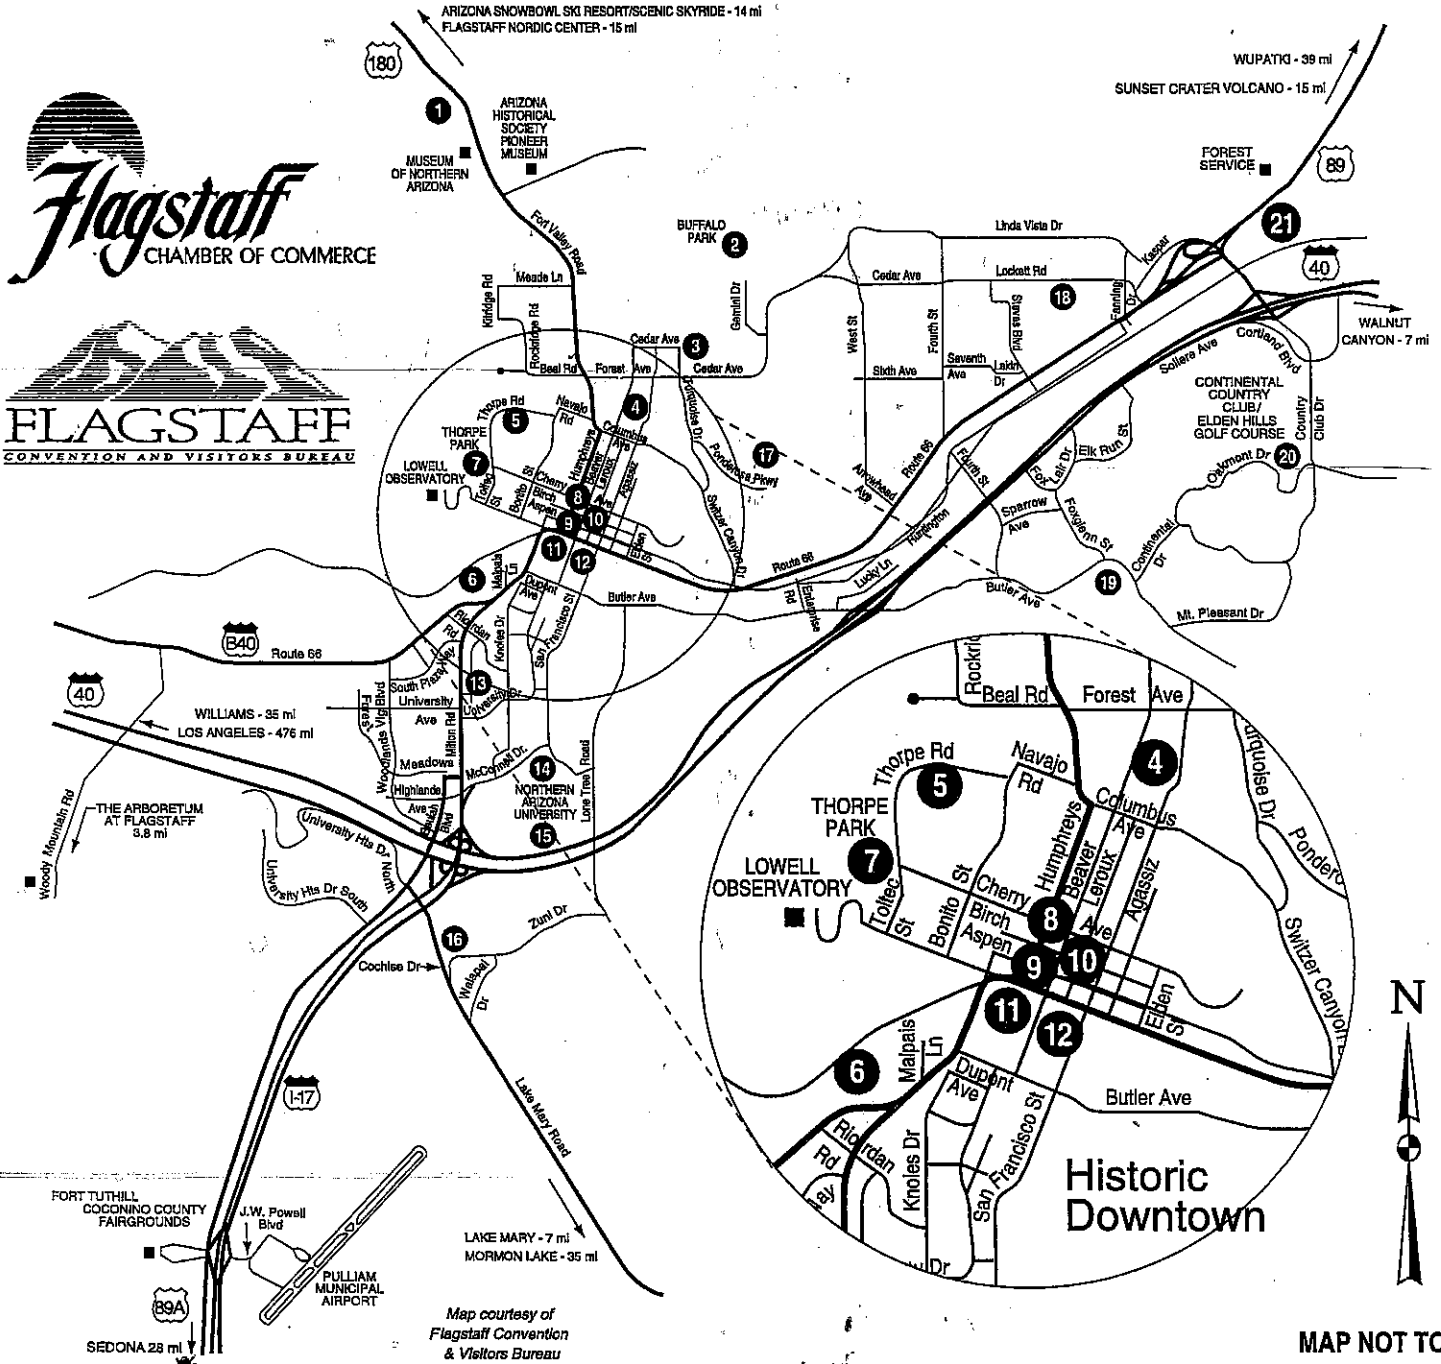 ARIZONA SNOWBOWL SKI RESORT/SCENIC SKYRIDE - 14 mi
FLAGSTAFF NORDIC CENTER - 15 mi
180
1
ARIZONA
HISTORICAL
SOCIETY
PIONEER
MUSEUM
MUSEUM
OF NORTHERN
ARIZONA
WUPATKI - 39 mi
SUNSET CRATER VOLCANO - 15 mi
FOREST
SERVICE
89
21
40
WALNUT
CANYON - 7 mi
Flagstaff
CHAMBER OF COMMERCE
FLAGSTAFF
CONVENTION AND VISITORS BUREAU
Fort Valley Road
BUFFALO
PARK
2
Linda Vista Dr
Kaspar
Meade Ln
Kitridge Rd
Rockridge Rd
Gemini Dr
Cedar Ave
Lockett Rd
18
Fanning
Dr
Steves Blvd
West St
Fourth St
Cedar Ave
3
Beal Rd
Forest Ave
Cedar Ave
Sixth Ave
Seventh
Ave
Lakin
Dr
Soliere Ave
Cortland Blvd
CONTINENTAL
COUNTRY
CLUB/
ELDEN HILLS
GOLF COURSE
Country
Club Dr
Oakmont Dr
20
Thorpe Rd
5
Navajo
Rd
4
Turquoise Dr
Columbus
Ave
THORPE
PARK
7
LOWELL
OBSERVATORY
Toltec
St
Bonito
St
Cherry
Birch
Aspen
Ave
Humphreys
Beaver
Leroux
Agassiz
8
9
10
11
12
Elden
St
17
Ponderosa Pkwy
Switzer Canyon Dr
Arrowhead
Ave
Route 66
Fourth St
Huntington
Fox
Lair Dr
Elk Run St
Sparrow
Ave
Foxglenn St
Continental
Dr
19
Mt. Pleasant Dr
Route 66
Lucky Ln
Enterprise
Rd
Butler Ave
6
Malpais
Ln
Dupont
Ave
Butler Ave
San Francisco St
Knoles Dr
Riordan
Rd
B40
Route 66
40
WILLIAMS - 35 mi
LOS ANGELES - 476 mi
South Plaza Way
13
University
Ave
University Dr
Forest
Woodlands Vlg Blvd
Milton Rd
Meadows
McConnell Dr.
Highlands
Ave
Beulah
Blvd
14
NORTHERN
ARIZONA
UNIVERSITY
15
Lone Tree Road
THE ARBORETUM
AT FLAGSTAFF
3.8 mi
Woody Mountain Rd
University Hts Dr North
University Hts Dr South
16
Zuni Dr
Cochise Dr
Walapai
Dr
Lake Mary Road
I-17
FORT TUTHILL
COCONINO COUNTY
FAIRGROUNDS
J.W. Powell
Blvd
PULLIAM
MUNICIPAL
AIRPORT
89A
SEDONA 28 mi
LAKE MARY - 7 mi
MORMON LAKE - 35 mi
Map courtesy of
Flagstaff Convention
& Visitors Bureau
Rockri
Beal Rd
Forest Ave
Thorpe Rd
5
Navajo
Rd
4
urquoise Dr
Columbus
Ave
THORPE
PARK
7
LOWELL
OBSERVATORY
Toltec
St
Bonito
St
Cherry
Birch
Aspen
Ave
Humphreys
Beaver
Leroux
Agassiz
Pondero
Switzer Canyon
8
9
10
11
12
Elden
St
6
Malpais
Ln
Dupont
Ave
Butler Ave
Riordan
Rd
Knoles Dr
San Francisco St
Way
Dr
Historic
Downtown
N
MAP NOT TO